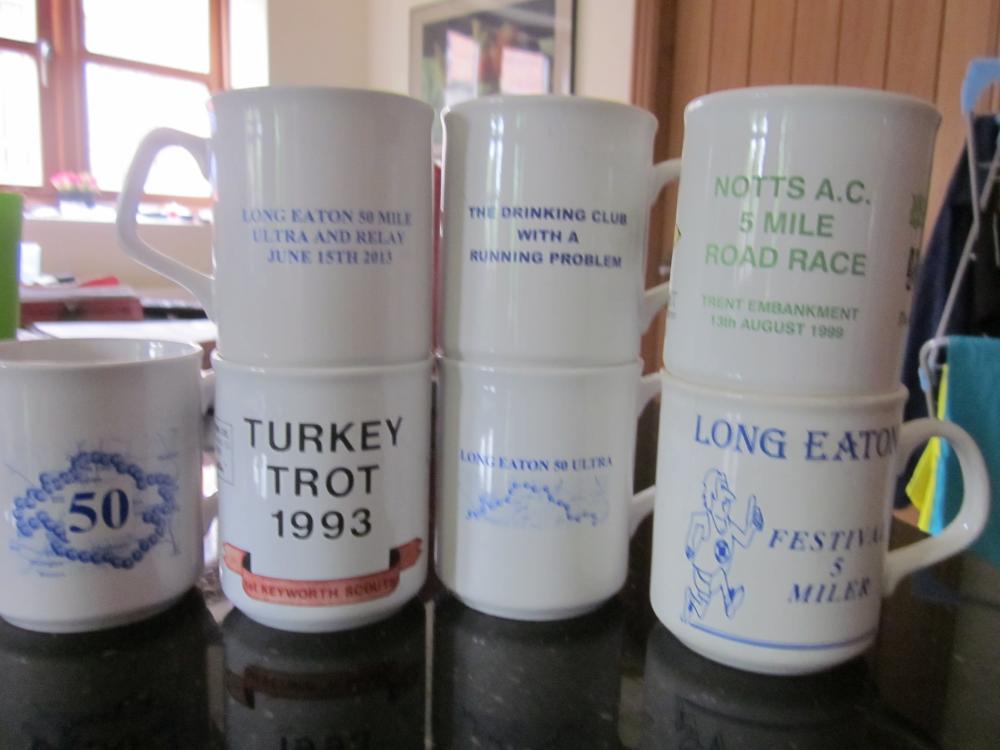 LONG EATON 50 MILE
ULTRA AND RELAY
JUNE 15TH 2013
THE DRINKING CLUB
WITH A
RUNNING PROBLEM
NOTTS A.C.
5 MILE
ROAD RACE
TRENT EMBANKMENT
13th AUGUST 1999
50
TURKEY
TROT
1993
1st KEYWORTH SCOUTS
LONG EATON 50 ULTRA
LONG EATON
FESTIVAL
5
MILER